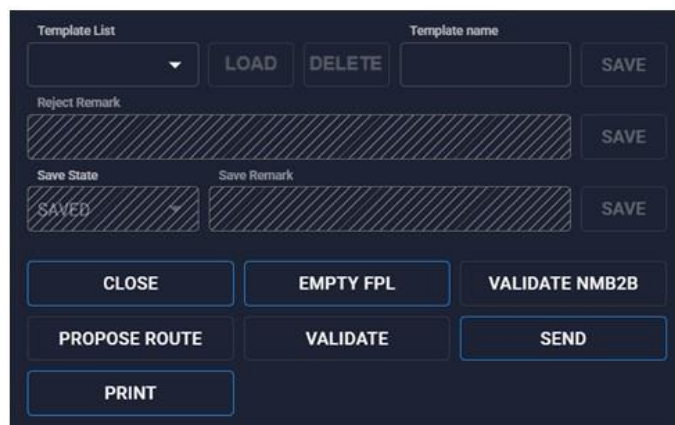 Template List Template name
LOAD DELETE SAVE
Reject Remark
SAVE
Save State Save Remark
SAVED SAVE
CLOSE EMPTY FPL VALIDATE NMB2B
PROPOSE ROUTE VALIDATE SEND
PRINT